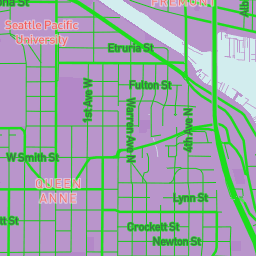 FREMONT
Seattle Pacific
University
Etruria St
Fulton St
1st Ave W
Warren Ave N
4th Ave N
W Smith St
QUEEN
ANNE
Lynn St
Crockett St
Newton St